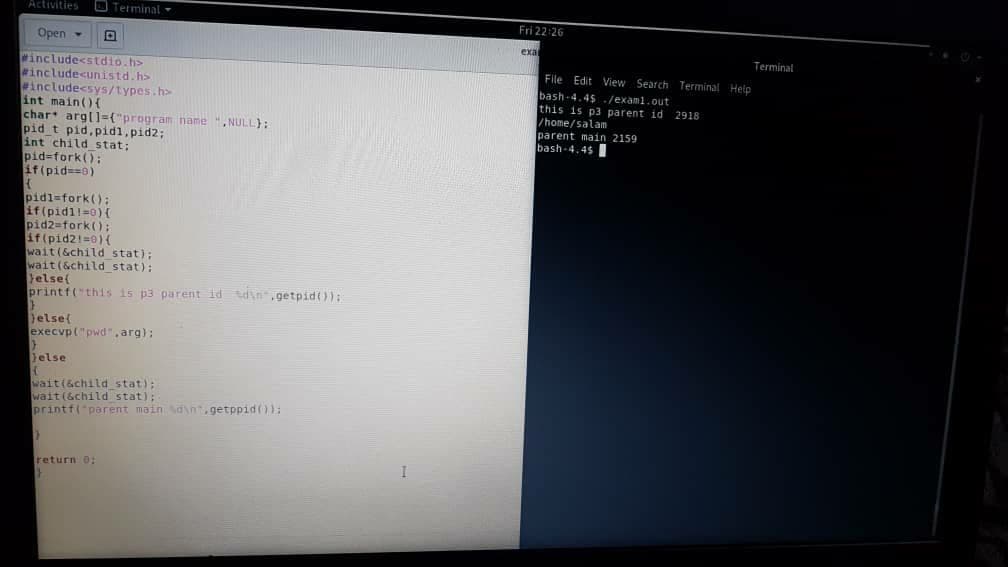 Activities
Terminal
Fri 22:26
Open
exa
#include<stdio.h>
#include<unistd.h>
#include<sys/types.h>
int main(){
char* arg[]={"program name ",NULL};
pid_t pid,pid1,pid2;
int child_stat;
pid=fork();
if(pid==0)
{
pid1=fork();
if(pid1!=0){
pid2=fork();
if(pid2!=0){
wait(&child_stat);
wait(&child_stat);
}else{
printf("this is p3 parent id  %d\n",getpid());
}
}else{
execvp("pwd",arg);
}
}else
{
wait(&child_stat);
wait(&child_stat);
printf("parent main %d\n",getppid());
}
return 0;
}
Terminal
File Edit View Search Terminal Help
bash-4.4$ ./exam1.out
this is p3 parent id  2918
/home/salam
parent main 2159
bash-4.4$